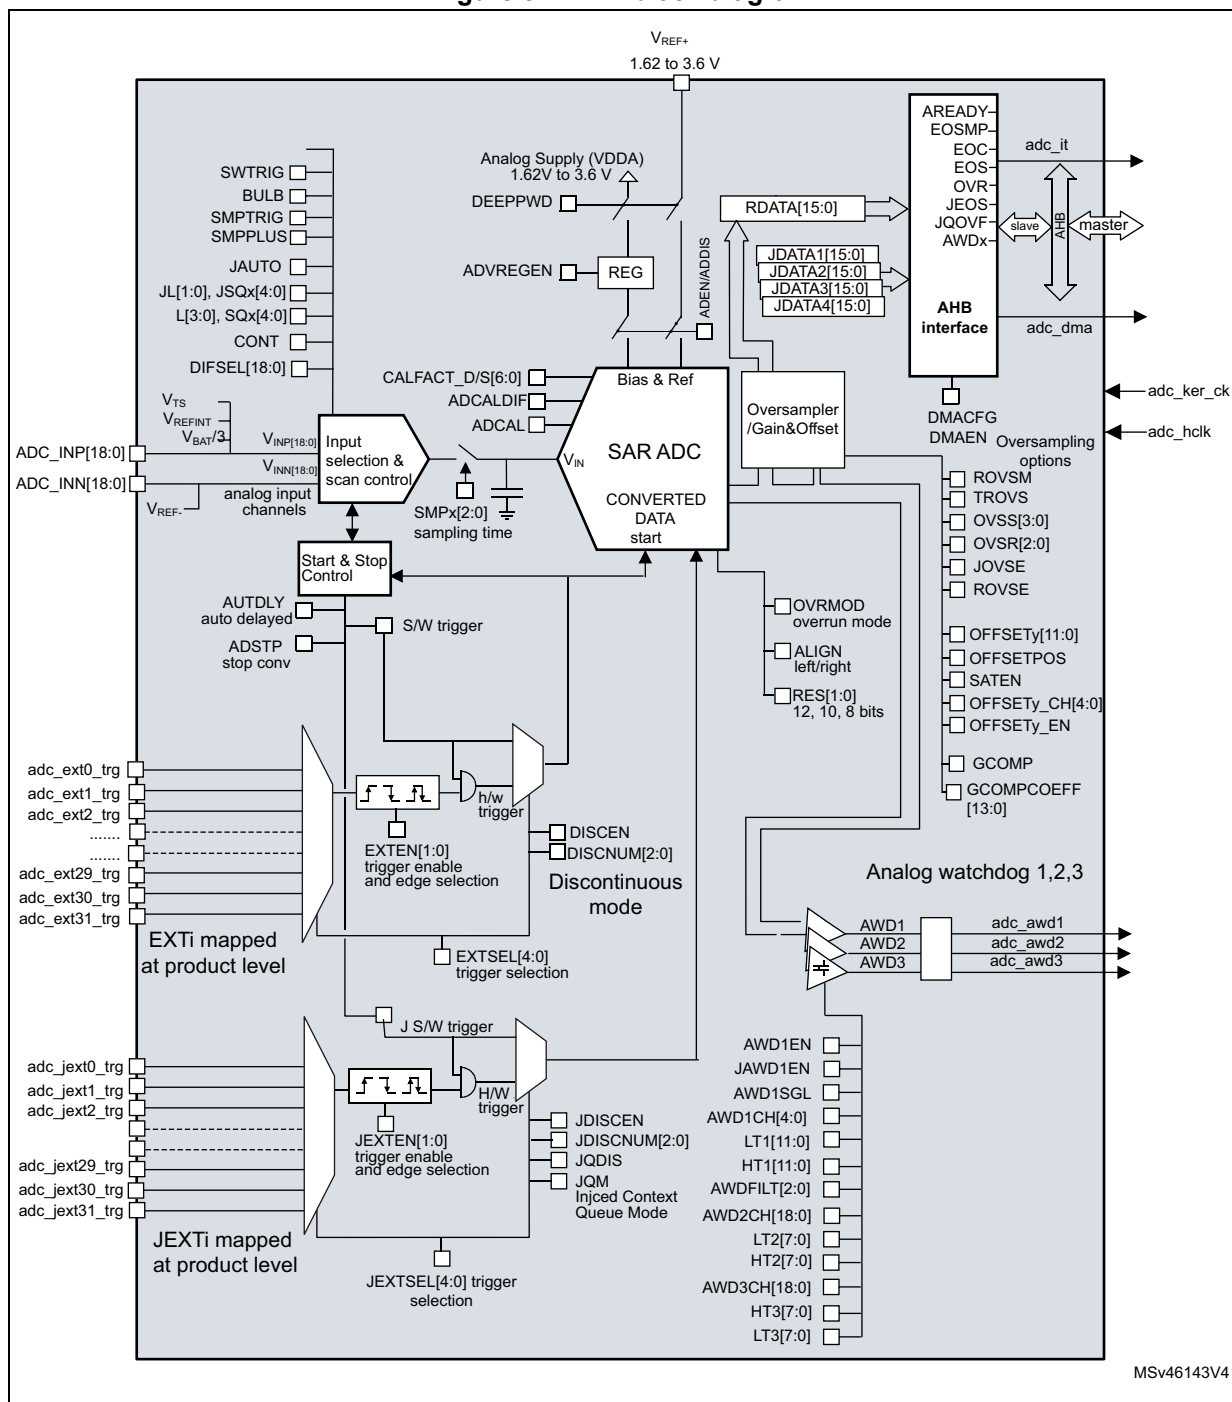 V_REF+
1.62 to 3.6 V
Analog Supply (VDDA)
1.62V to 3.6 V
SWTRIG
BULB
SMPTRIG
SMPPLUS
JAUTO
JL[1:0], JSQx[4:0]
L[3:0], SQx[4:0]
CONT
DIFSEL[18:0]
DEEPPWD
ADVREGEN
REG
ADEN/ADDIS
RDATA[15:0]
JDATA1[15:0]
JDATA2[15:0]
JDATA3[15:0]
JDATA4[15:0]
AREADY
EOSMP
EOC
EOS
OVR
JEOS
JQOVF
AWDx
AHB
interface
adc_it
slave
AHB
master
adc_dma
DMACFG
DMAEN
adc_ker_ck
adc_hclk
V_TS
V_REFINT
V_BAT/3
ADC_INP[18:0]
ADC_INN[18:0]
V_REF-
V_INP[18:0]
V_INN[18:0]
analog input
channels
Input
selection &
scan control
SMPx[2:0]
sampling time
CALFACT_D/S[6:0]
ADCALDIF
ADCAL
Bias & Ref
V_IN
SAR ADC
CONVERTED
DATA
start
Oversampler
/Gain&Offset
Oversampling
options
ROVSM
TROVS
OVSS[3:0]
OVSR[2:0]
JOVSE
ROVSE
OFFSETy[11:0]
OFFSETPOS
SATEN
OFFSETy_CH[4:0]
OFFSETy_EN
GCOMP
GCOMPCOEFF
[13:0]
Start & Stop
Control
AUTDLY
auto delayed
ADSTP
stop conv
S/W trigger
OVRMOD
overrun mode
ALIGN
left/right
RES[1:0]
12, 10, 8 bits
adc_ext0_trg
adc_ext1_trg
adc_ext2_trg
.......
.......
adc_ext29_trg
adc_ext30_trg
adc_ext31_trg
EXTi mapped
at product level
EXTEN[1:0]
trigger enable
and edge selection
h/w
trigger
DISCEN
DISCNUM[2:0]
Discontinuous
mode
EXTSEL[4:0]
trigger selection
Analog watchdog 1,2,3
AWD1
AWD2
AWD3
adc_awd1
adc_awd2
adc_awd3
J S/W trigger
adc_jext0_trg
adc_jext1_trg
adc_jext2_trg
adc_jext29_trg
adc_jext30_trg
adc_jext31_trg
JEXTi mapped
at product level
JEXTEN[1:0]
trigger enable
and edge selection
H/W
trigger
JDISCEN
JDISCNUM[2:0]
JQDIS
JQM
Injced Context
Queue Mode
JEXTSEL[4:0] trigger
selection
AWD1EN
JAWD1EN
AWD1SGL
AWD1CH[4:0]
LT1[11:0]
HT1[11:0]
AWDFILT[2:0]
AWD2CH[18:0]
LT2[7:0]
HT2[7:0]
AWD3CH[18:0]
HT3[7:0]
LT3[7:0]
MSv46143V4